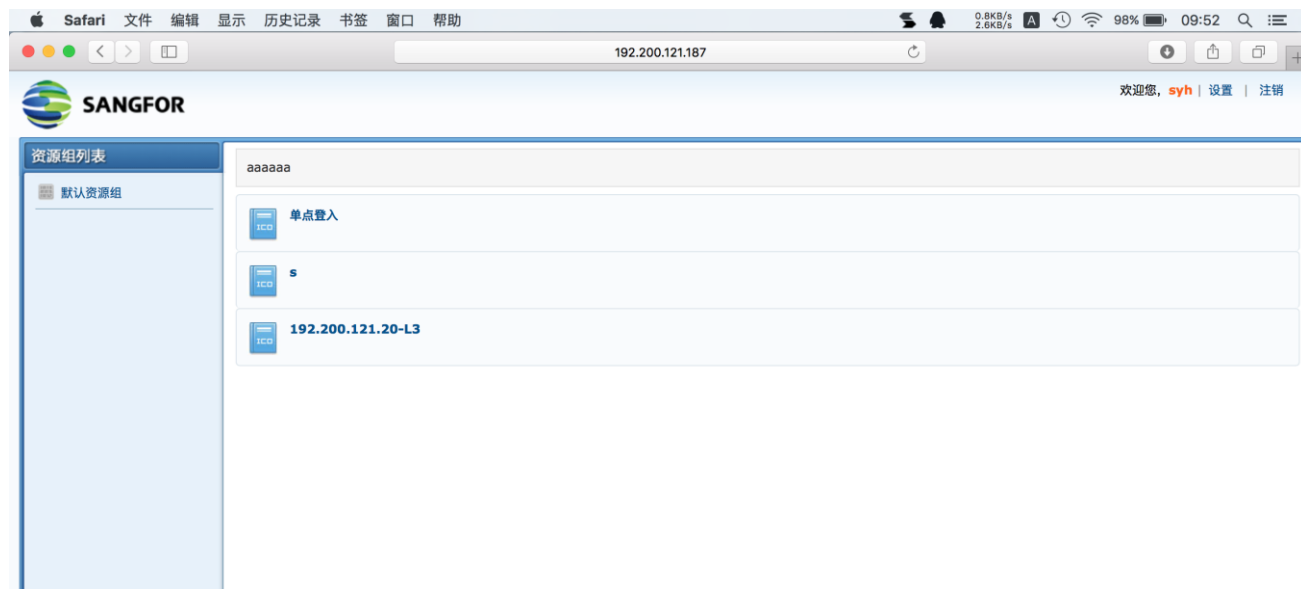 Safari 文件 编辑 显示 历史记录 书签 窗口 帮助 0.8KB/s 2.6KB/s A 98% 09:52
192.200.121.187
SANGFOR
欢迎您, syh | 设置 | 注销
资源组列表
默认资源组
aaaaaa
ICO 单点登入
ICO s
ICO 192.200.121.20-L3